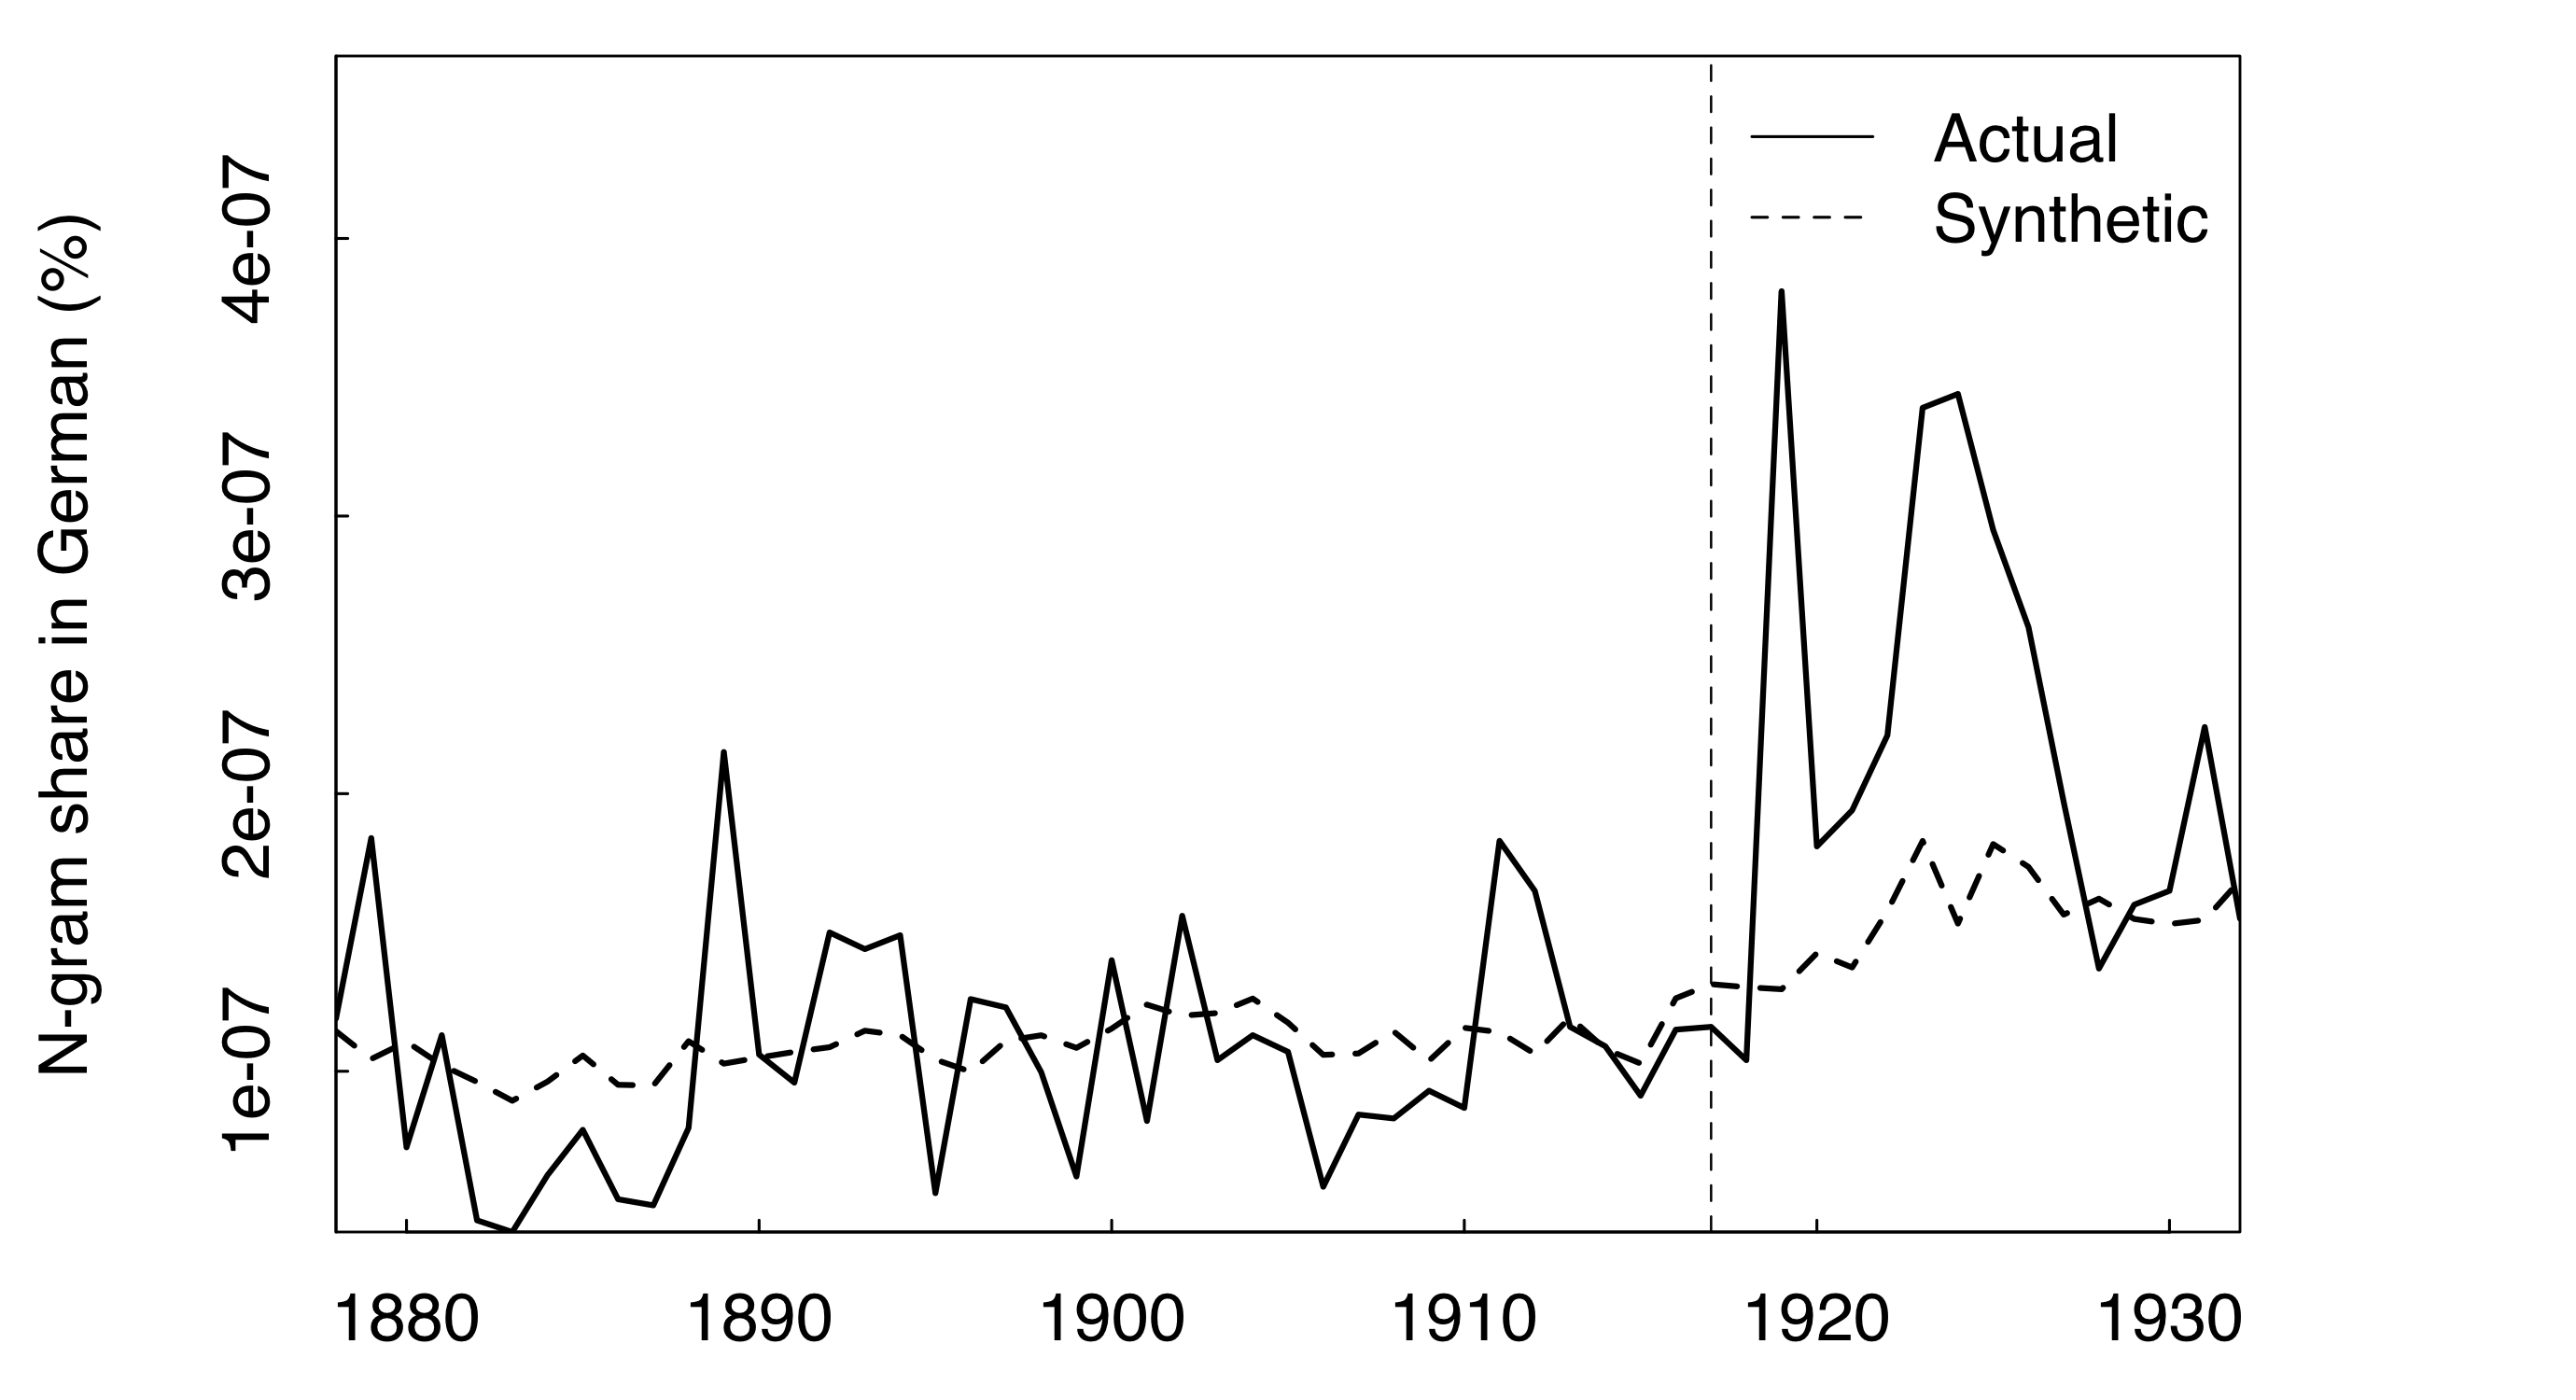 N-gram share in German (%)
4e-07
3e-07
2e-07
1e-07
Actual
Synthetic
1880 1890 1900 1910 1920 1930